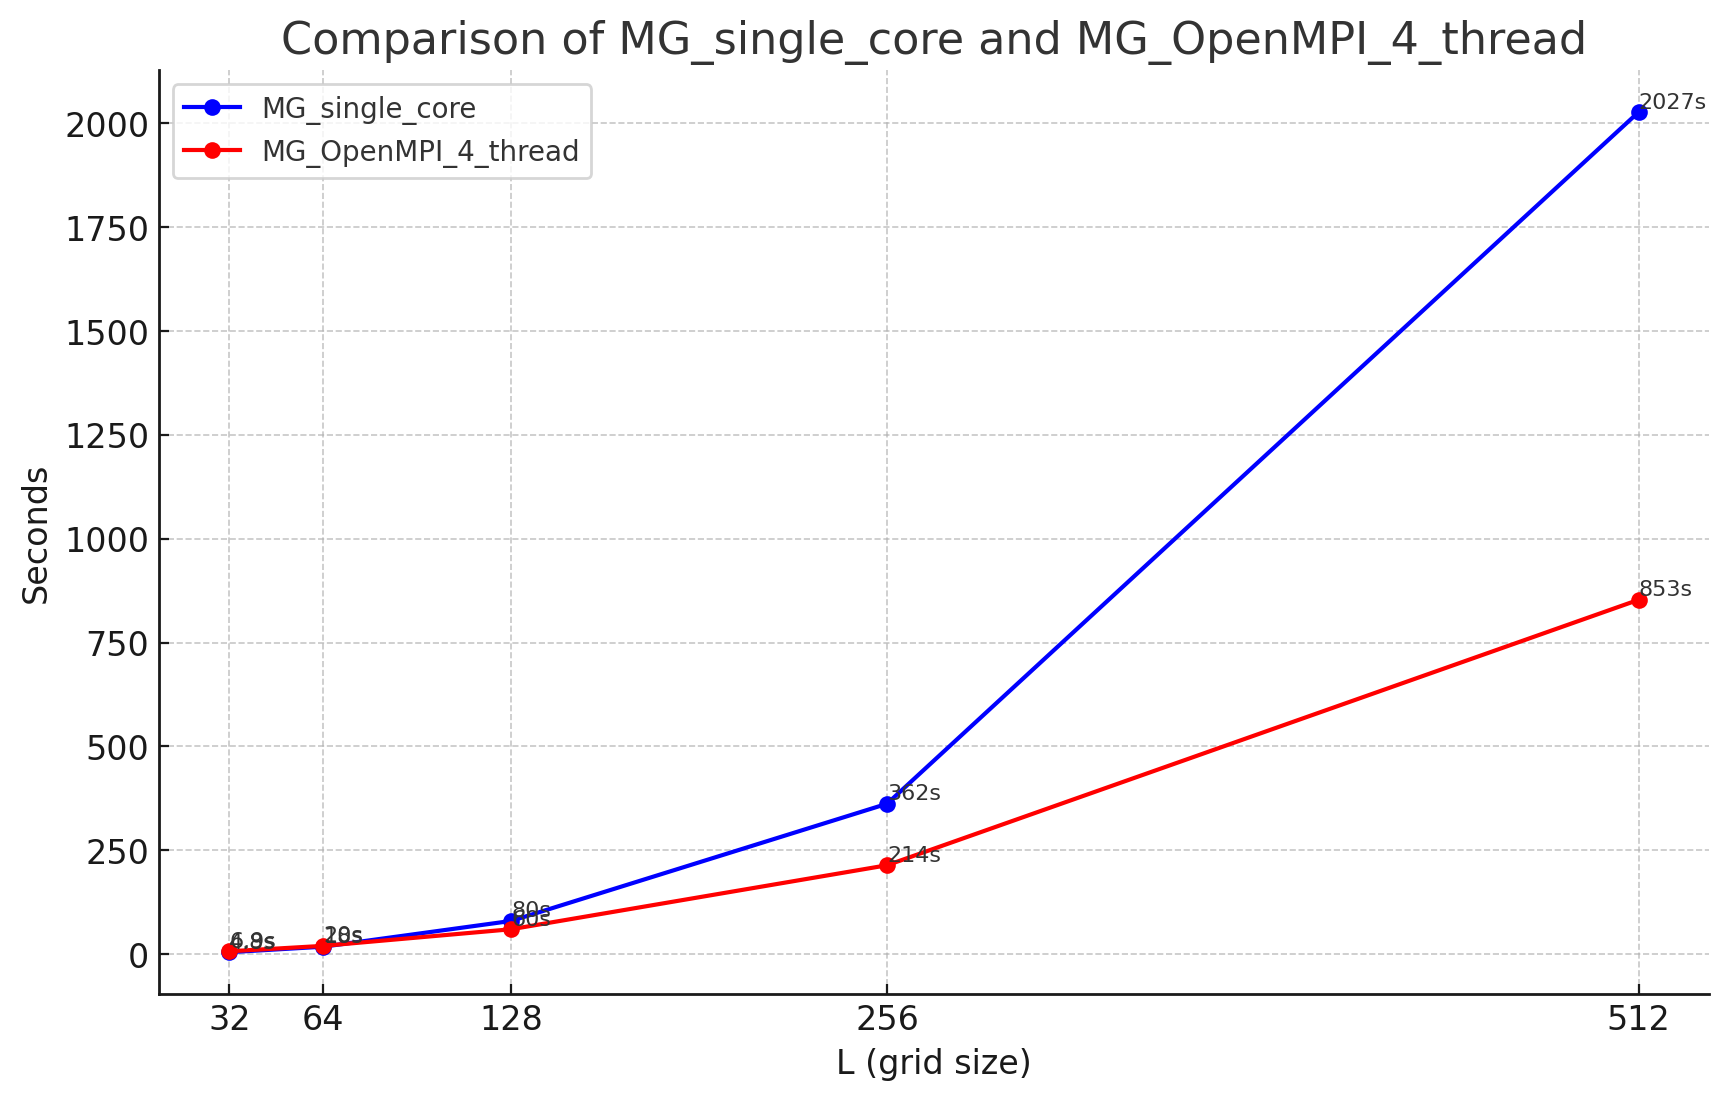 Comparison of MG_single_core and MG_OpenMPI_4_thread
MG_single_core
MG_OpenMPI_4_thread
Seconds
2000
1750
1500
1250
1000
750
500
250
0
2027s
853s
362s
214s
80s
60s
32
64
128
256
512
L (grid size)